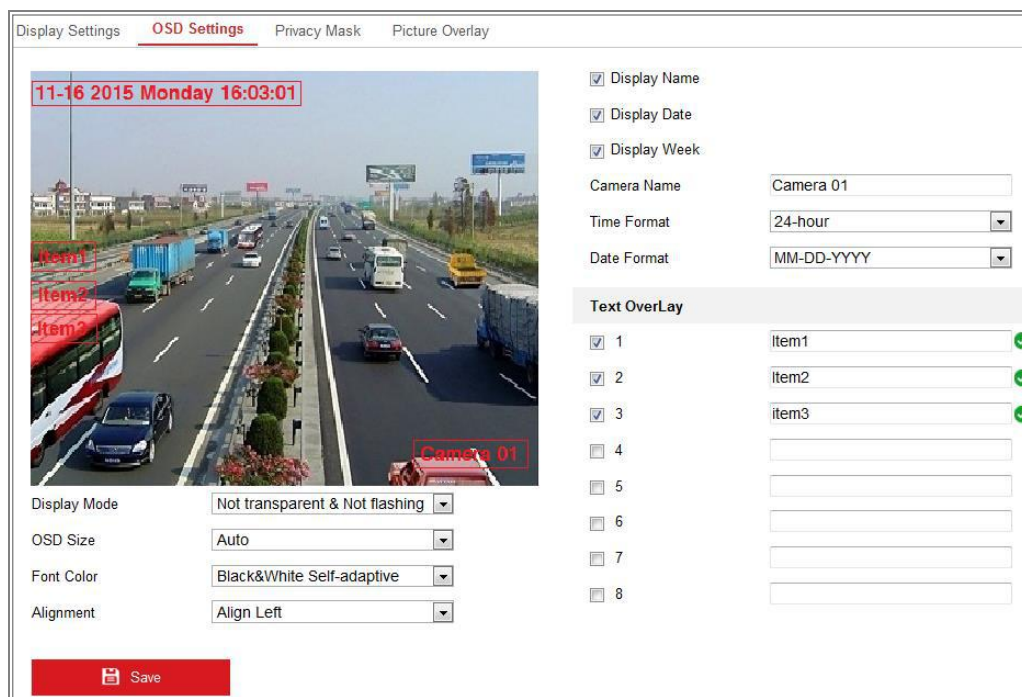 Display Settings OSD Settings Privacy Mask Picture Overlay
11-16 2015 Monday 16:03:01
Item1
Item2
Item3
Camera 01
Display Mode Not transparent & Not flashing
OSD Size Auto
Font Color Black&White Self-adaptive
Alignment Align Left
Save
Display Name
Display Date
Display Week
Camera Name Camera 01
Time Format 24-hour
Date Format MM-DD-YYYY
Text OverLay
1 Item1
2 Item2
3 item3
4
5
6
7
8